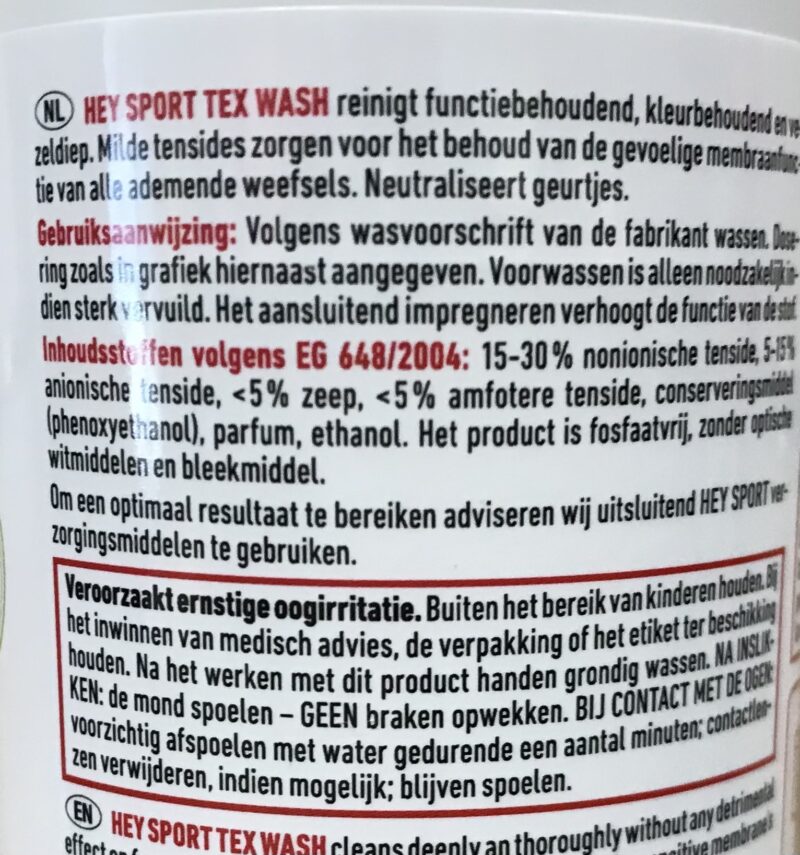 NL HEY SPORT TEX WASH reinigt functiebehoudend, kleurbehoudend en ve-
zeldiep. Milde tensides zorgen voor het behoud van de gevoelige membraanfunc-
tie van alle ademende weefsels. Neutraliseert geurtjes.
Gebruiksaanwijzing: Volgens wasvoorschrift van de fabrikant wassen. Dose-
ring zoals in grafiek hiernaast aangegeven. Voorwassen is alleen noodzakelijk in-
dien sterk vervuild. Het aansluitend impregneren verhoogt de functie van de stof.
Inhoudsstoffen volgens EG 648/2004: 15-30% nonionische tenside, 5-15%
anionische tenside, <5% zeep, <5% amfotere tenside, conserveringsmiddel
(phenoxyethanol), parfum, ethanol. Het product is fosfaatvrij, zonder optische
witmiddelen en bleekmiddel.
Om een optimaal resultaat te bereiken adviseren wij uitsluitend HEY SPORT ver-
zorgingsmiddelen te gebruiken.
Veroorzaakt ernstige oogirritatie. Buiten het bereik van kinderen houden. Bij
het inwinnen van medisch advies, de verpakking of het etiket ter beschikking
houden. Na het werken met dit product handen grondig wassen. NA INSLIK-
KEN: de mond spoelen – GEEN braken opwekken. BIJ CONTACT MET DE OGEN:
voorzichtig afspoelen met water gedurende een aantal minuten; contactlen-
zen verwijderen, indien mogelijk; blijven spoelen.
EN HEY SPORT TEX WASH cleans deeply an thoroughly without any detrimental
effect membrane's